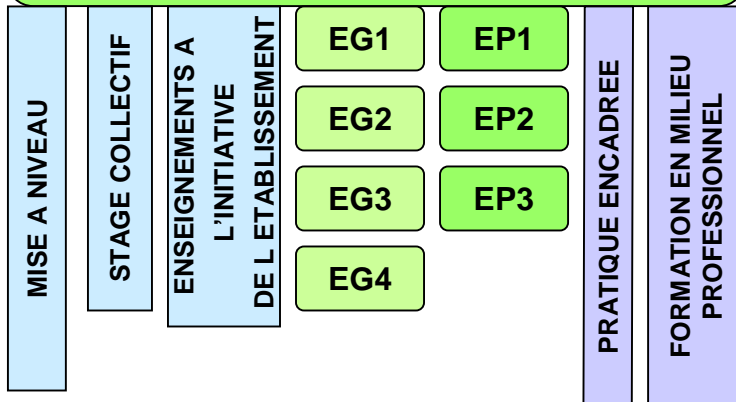 MISE A NIVEAU
STAGE COLLECTIF
ENSEIGNEMENTS A
L'INITIATIVE
DE L ETABLISSEMENT
EG1
EG2
EG3
EG4
EP1
EP2
EP3
PRATIQUE ENCADREE
FORMATION EN MILIEU
PROFESSIONNEL